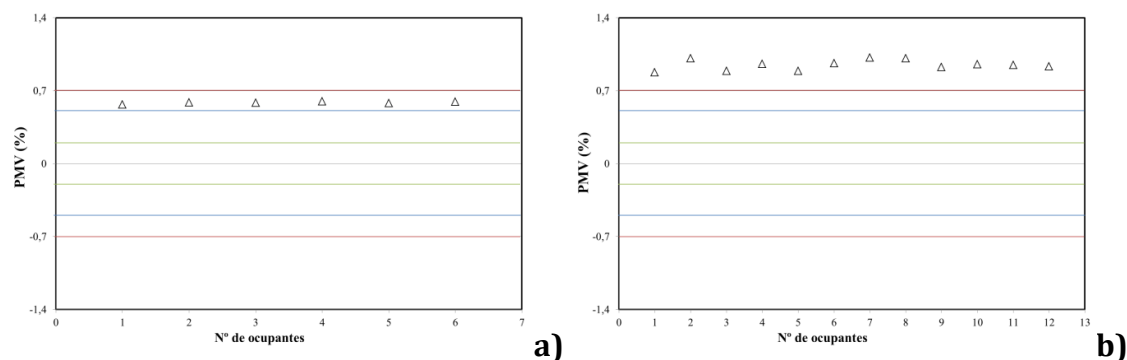 1,4
0,7
0
-0,7
-1,4
PMV (%)
0 1 2 3 4 5 6 7
Nº de ocupantes
a)
1,4
0,7
0
-0,7
-1,4
PMV (%)
0 1 2 3 4 5 6 7 8 9 10 11 12 13
Nº de ocupantes
b)